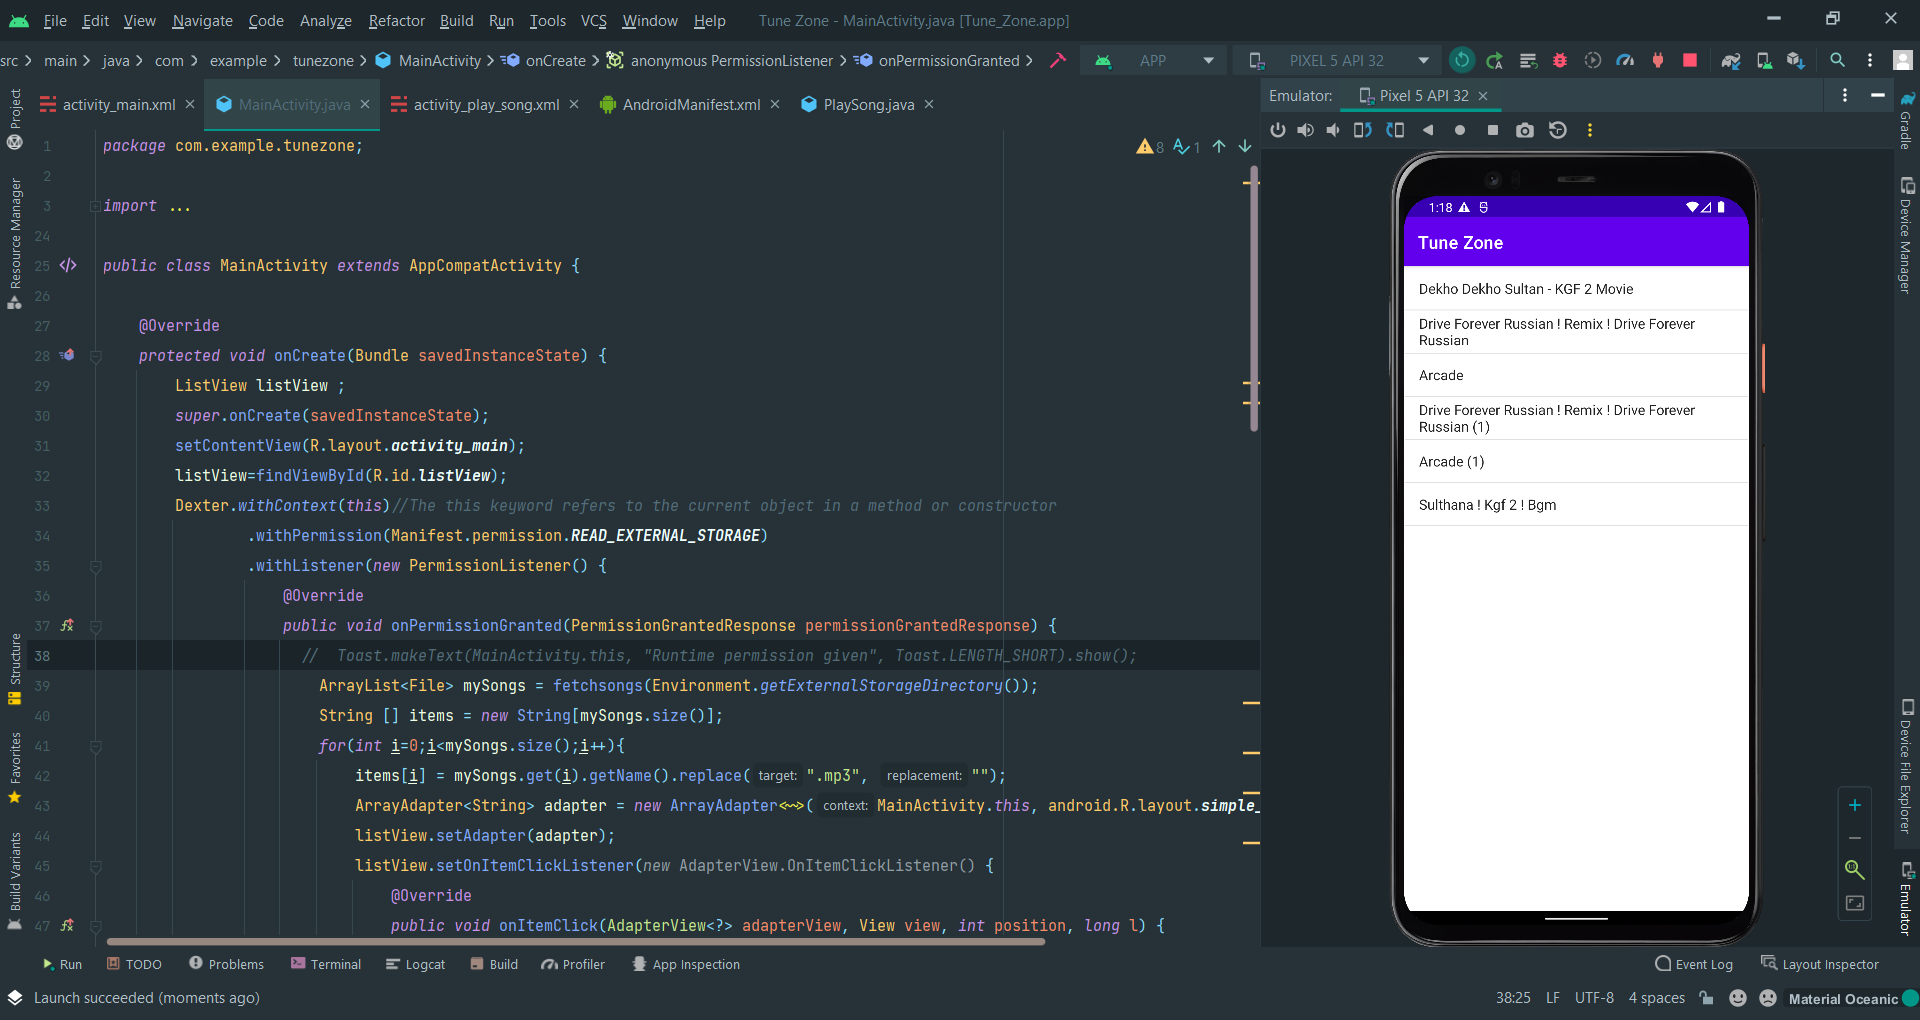 File Edit View Navigate Code Analyze Refactor Build Run Tools VCS Window Help Tune Zone - MainActivity.java [Tune_Zone.app]
src main java com example tunezone MainActivity onCreate anonymous PermissionListener onPermissionGranted APP PIXEL 5 API 32
activity_main.xml MainActivity.java activity_play_song.xml AndroidManifest.xml PlaySong.java
Emulator: Pixel 5 API 32
Project
Resource Manager
Structure
Favorites
Build Variants
8 1
1 package com.example.tunezone;
2
3 import ...
24
25 public class MainActivity extends AppCompatActivity {
26
27 @Override
28 protected void onCreate(Bundle savedInstanceState) {
29 ListView listView ;
30 super.onCreate(savedInstanceState);
31 setContentView(R.layout.activity_main);
32 listView=findViewById(R.id.listView);
33 Dexter.withContext(this)//The this keyword refers to the current object in a method or constructor
34 .withPermission(Manifest.permission.READ_EXTERNAL_STORAGE)
35 .withListener(new PermissionListener() {
36 @Override
37 public void onPermissionGranted(PermissionGrantedResponse permissionGrantedResponse) {
38 // Toast.makeText(MainActivity.this, "Runtime permission given", Toast.LENGTH_SHORT).show();
39 ArrayList<File> mySongs = fetchsongs(Environment.getExternalStorageDirectory());
40 String [] items = new String[mySongs.size()];
41 for(int i=0;i<mySongs.size();i++){
42 items[i] = mySongs.get(i).getName().replace( target: ".mp3", replacement: "");
43 ArrayAdapter<String> adapter = new ArrayAdapter<~>( context: MainActivity.this, android.R.layout.simple_
44 listView.setAdapter(adapter);
45 listView.setOnItemClickListener(new AdapterView.OnItemClickListener() {
46 @Override
47 public void onItemClick(AdapterView<?> adapterView, View view, int position, long l) {
1:18
Tune Zone
Dekho Dekho Sultan - KGF 2 Movie
Drive Forever Russian ! Remix ! Drive Forever
Russian
Arcade
Drive Forever Russian ! Remix ! Drive Forever
Russian (1)
Arcade (1)
Sulthana ! Kgf 2 ! Bgm
Gradle
Device Manager
Device File Explorer
Emulator
Run TODO Problems Terminal Logcat Build Profiler App Inspection Event Log Layout Inspector
Launch succeeded (moments ago) 38:25 LF UTF-8 4 spaces Material Oceanic